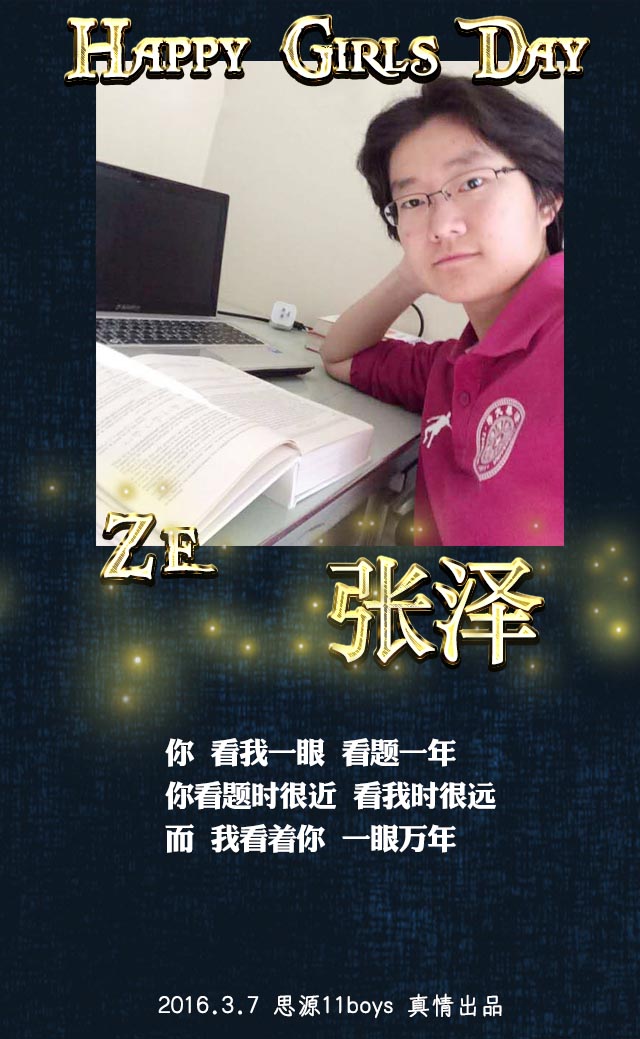 Happy Girls Day
Ze
张泽
你 看我一眼 看题一年
你看题时很近 看我时很远
而 我看着你 一眼万年
2016.3.7 思源11boys 真情出品